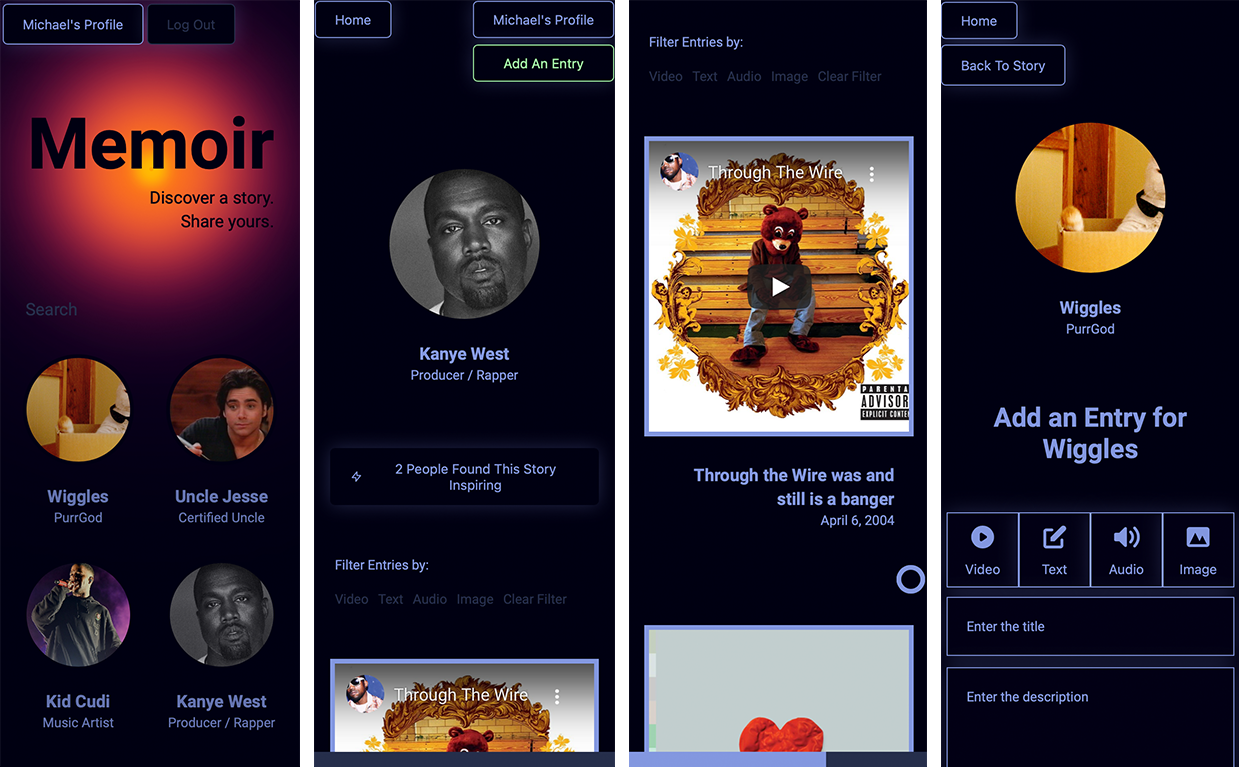 Michael's Profile
Log Out
Memoir
Discover a story.
Share yours.
Search
Wiggles
PurrGod
Uncle Jesse
Certified Uncle
Kid Cudi
Music Artist
Kanye West
Producer / Rapper
Home
Michael's Profile
Add An Entry
Kanye West
Producer / Rapper
2 People Found This Story
Inspiring
Filter Entries by:
Video Text Audio Image Clear Filter
Through The Wire
Filter Entries by:
Video Text Audio Image Clear Filter
Through The Wire
PARENTAL
ADVISOR
EXPLICIT CONTEN
Through the Wire was and
still is a banger
April 6, 2004
Home
Back To Story
Wiggles
PurrGod
Add an Entry for
Wiggles
Video
Text
Audio
Image
Enter the title
Enter the description